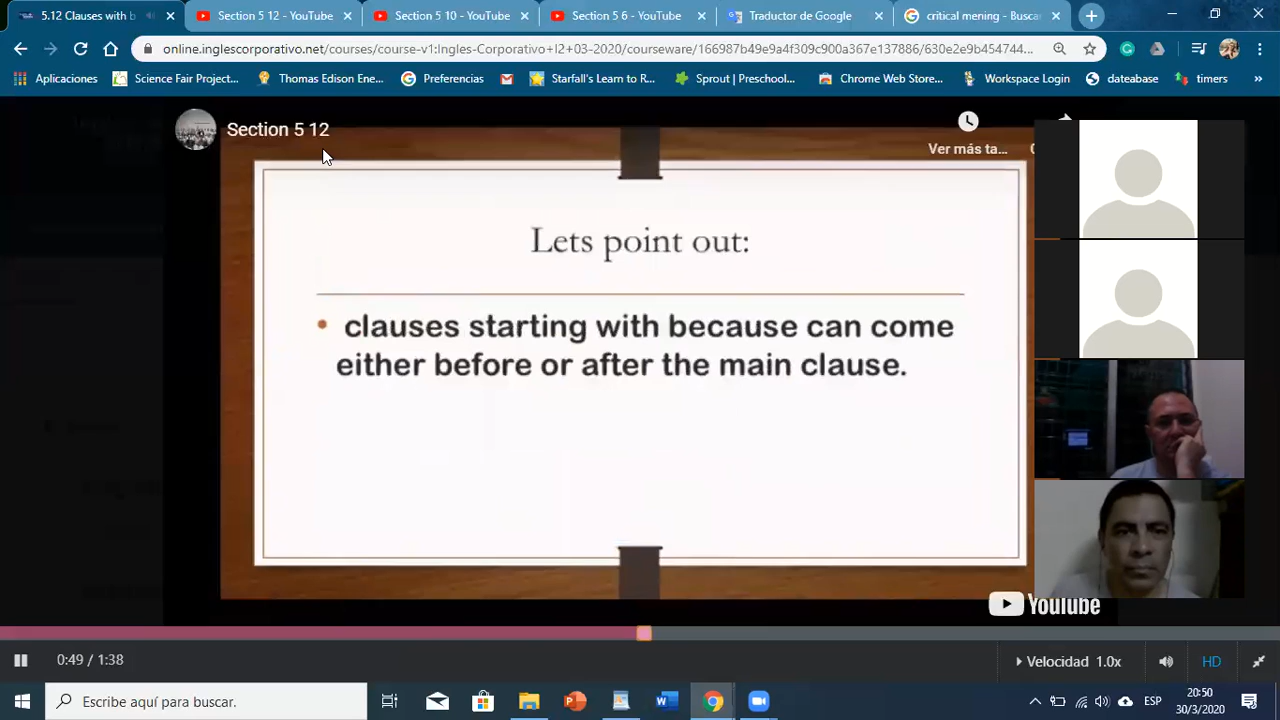 5.12 Clauses with b
Section 5 12 - YouTube
Section 5 10 - YouTube
Section 5 6 - YouTube
Traductor de Google
critical mening - Buscar
online.inglescorporativo.net/courses/course-v1:Ingles-Corporativo+I2+03-2020/courseware/166987b49e9a4f309c9008367e137886/630e2e9b454744...
Aplicaciones
Science Fair Project...
Thomas Edison Ene...
Preferencias
Starfall's Learn to R...
Sprout | Preschool...
Chrome Web Store...
Workspace Login
dateabase
timers
Section 5 12
Ver más ta...
Lets point out:
• clauses starting with because can come
either before or after the main clause.
YouTube
0:49 / 1:38
Velocidad 1.0x
HD
Escribe aquí para buscar.
ESP
20:50
30/3/2020